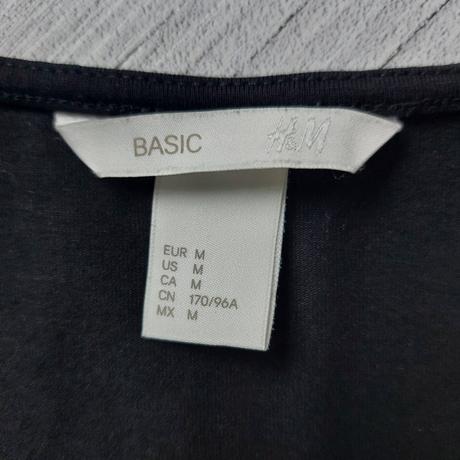 BASIC H&M
EUR M
US M
CA M
CN 170/96A
MX M